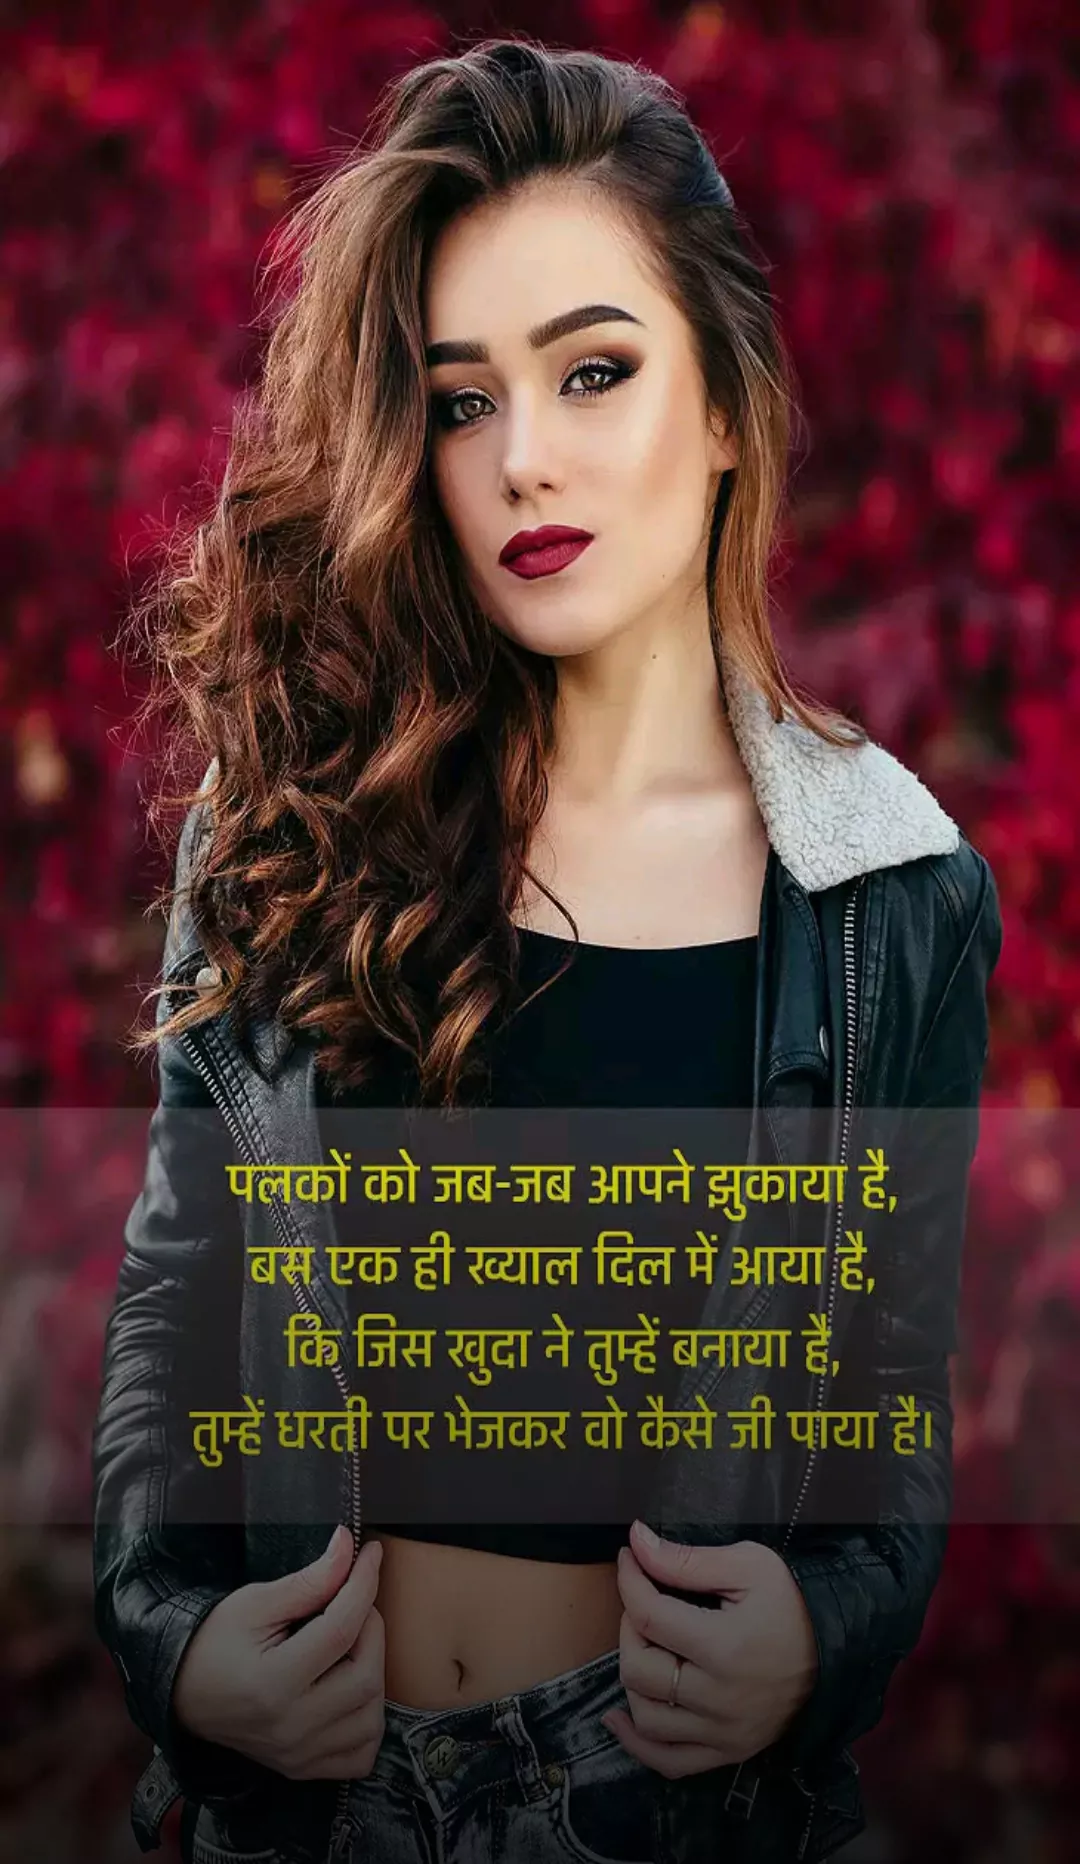 पलकों को जब-जब आपने झुकाया है,
बस एक ही ख्याल दिल में आया है,
कि जिस खुदा ने तुम्हें बनाया है,
तुम्हें धरती पर भेजकर वो कैसे जी पाया है।